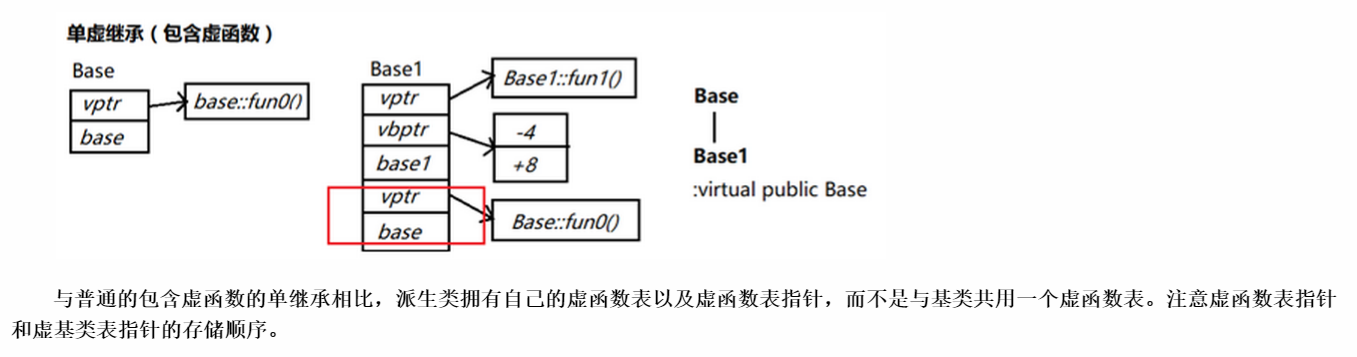 单虚继承（包含虚函数）
Base
vptr
base::fun0()
base
Base1
vptr
Base1::fun1()
vbptr
-4
base1
+8
vptr
Base::fun0()
base
Base
Base1
:virtual public Base
与普通的包含虚函数的单继承相比，派生类拥有自己的虚函数表以及虚函数表指针，而不是与基类共用一个虚函数表。注意虚函数表指针
和虚基类表指针的存储顺序。